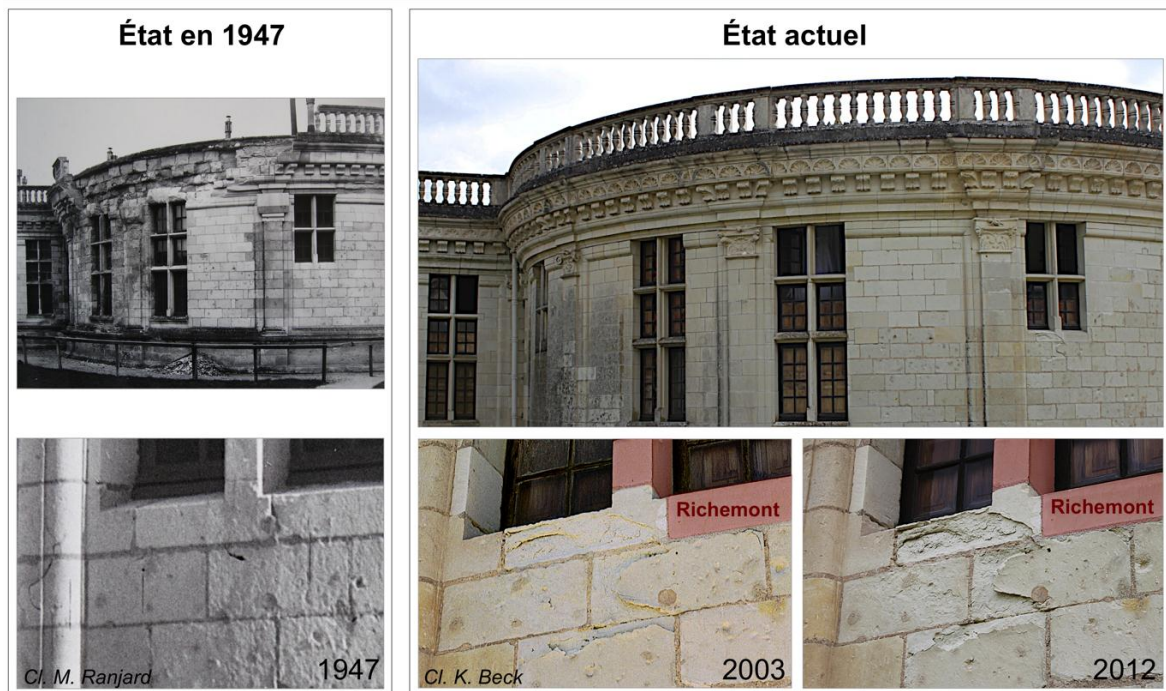 État en 1947
État actuel
Cl. M. Ranjard
1947
Richemont
Cl. K. Beck
2003
Richemont
2012